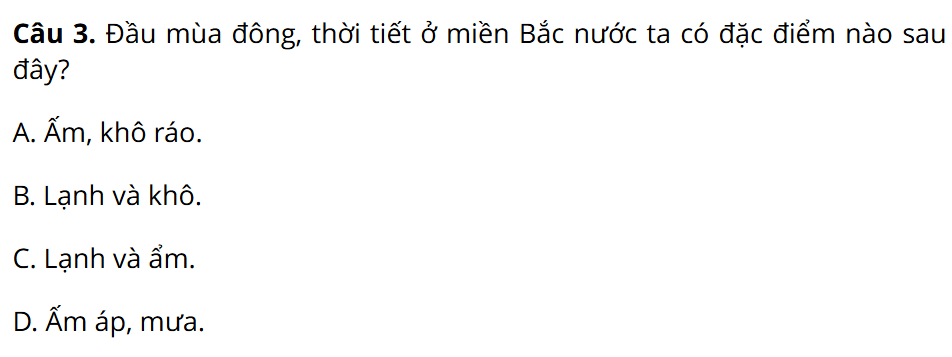 Câu 3. Đầu mùa đông, thời tiết ở miền Bắc nước ta có đặc điểm nào sau
đây?
A. Ấm, khô ráo.
B. Lạnh và khô.
C. Lạnh và ẩm.
D. Ấm áp, mưa.